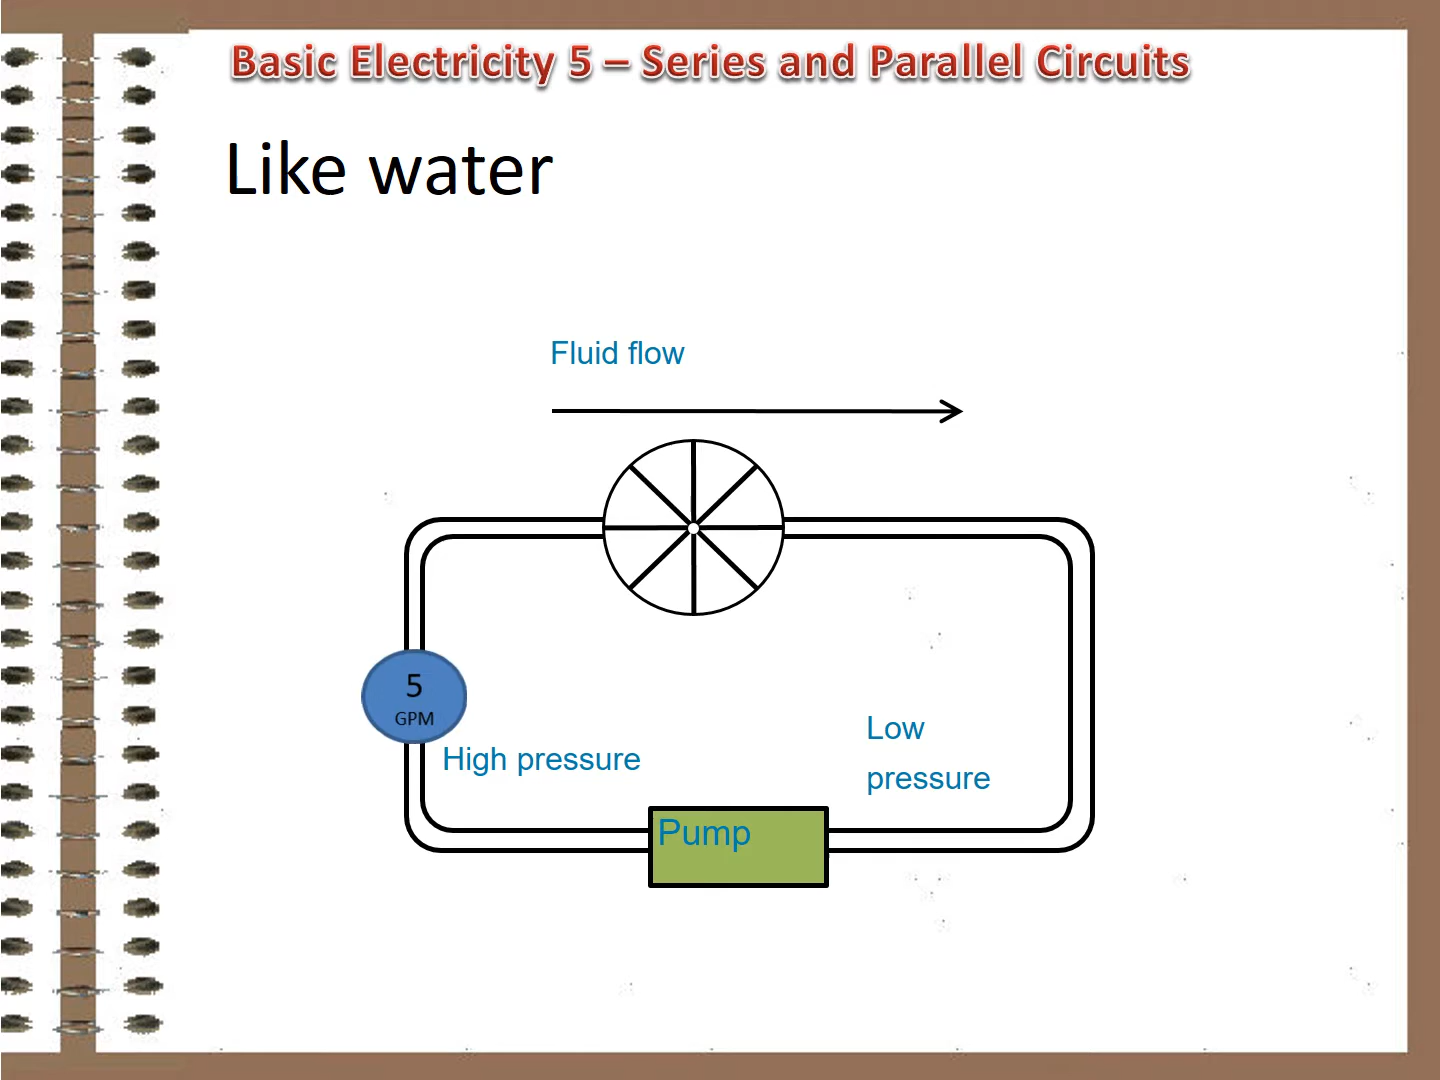 Basic Electricity 5 – Series and Parallel Circuits
Like water
Fluid flow
5
GPM
High pressure
Low
pressure
Pump